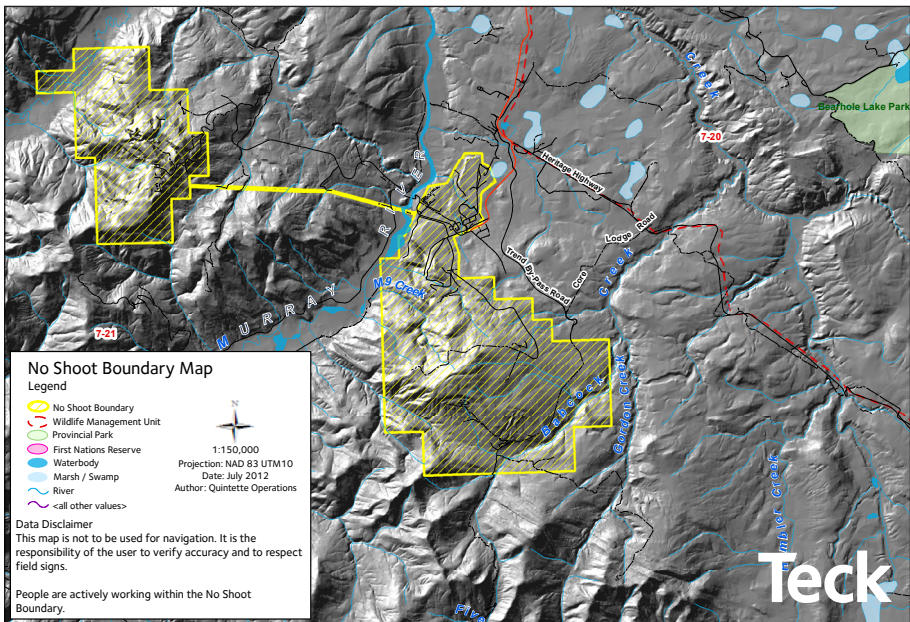 Creek
Bearhole Lake Park
7-20
Heritage Highway
RIVER
Lodge Road
Core
Trend By-Pass Road
Creek
M9 Creek
MURRAY
7-21
Babcock
Gordon Creek
No Shoot Boundary Map
Legend
No Shoot Boundary
Wildlife Management Unit
Provincial Park
First Nations Reserve
Waterbody
Marsh / Swamp
River
<all other values>
N
1:150,000
Projection: NAD 83 UTM10
Date: July 2012
Author: Quintette Operations
Data Disclaimer
This map is not to be used for navigation. It is the
responsibility of the user to verify accuracy and to respect
field signs.
People are actively working within the No Shoot
Boundary.
Creek
Teck
Five